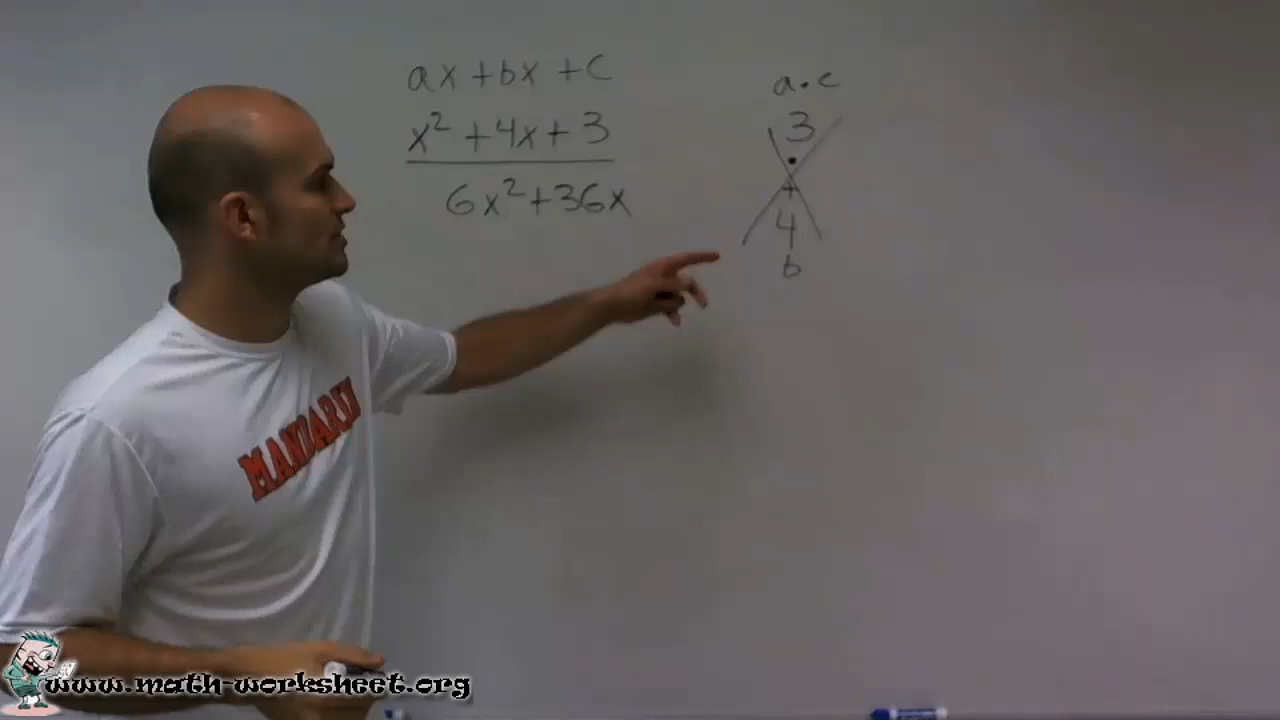 ax + bx + c
x² + 4x + 3
6x² + 36x
a · c
3
·
+
4
b
MANDARIN
www.math-worksheet.org